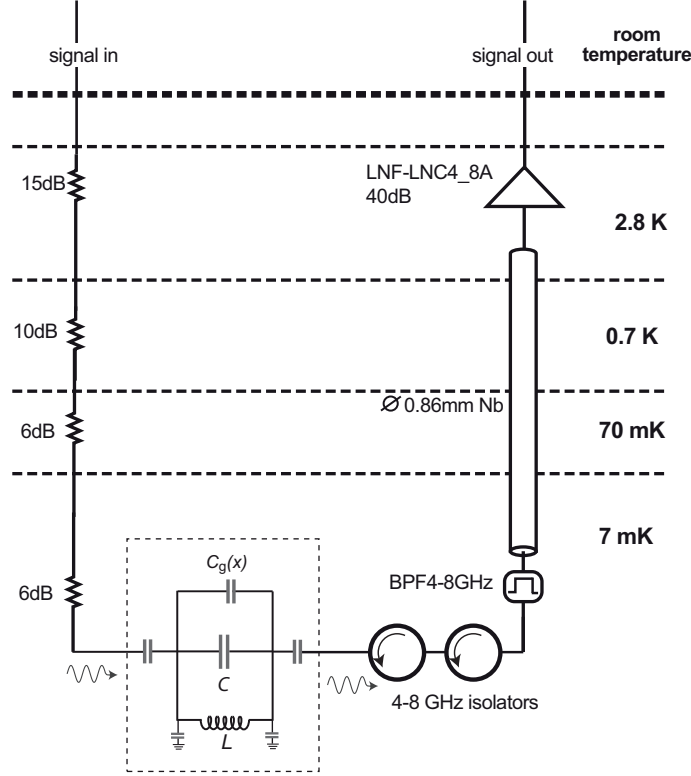 signal in
signal out
room
temperature
15dB
LNF-LNC4_8A
40dB
2.8 K
10dB
0.7 K
⌀ 0.86mm Nb
6dB
70 mK
7 mK
Cg(x)
BPF4-8GHz
6dB
C
4-8 GHz isolators
L